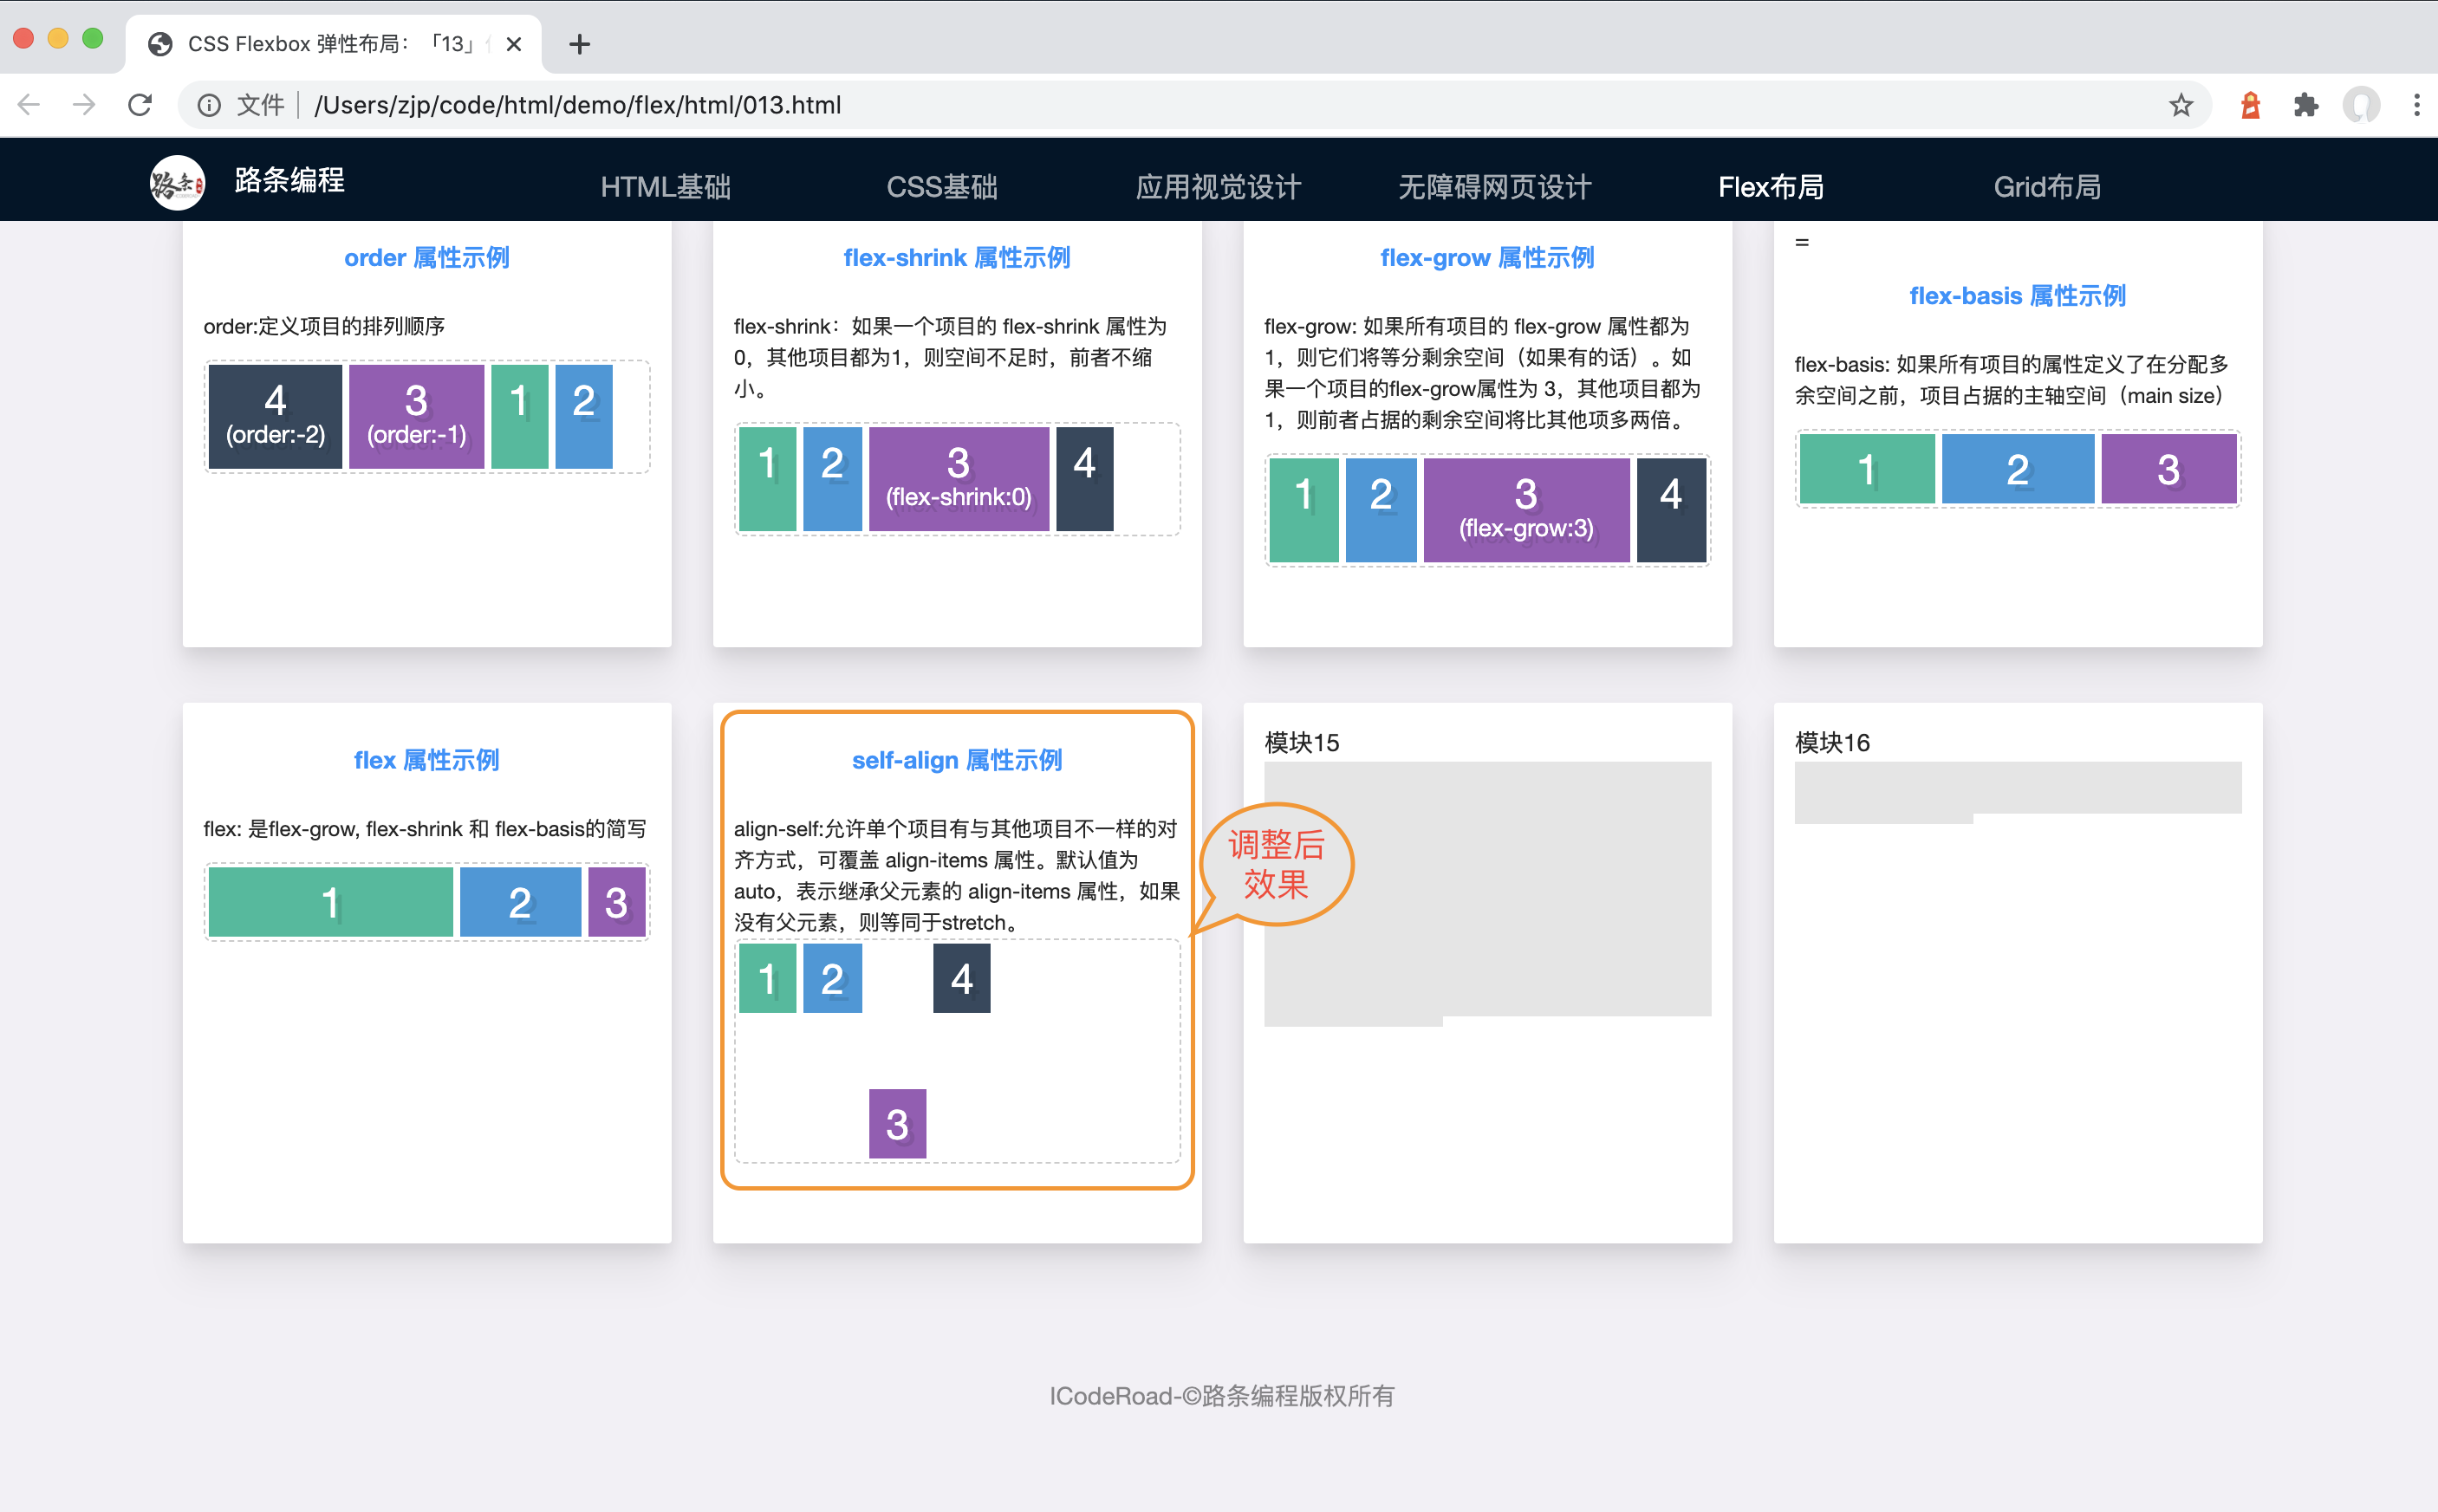 CSS Flexbox 弹性布局：「13」
文件 /Users/zjp/code/html/demo/flex/html/013.html
路条编程
HTML基础
CSS基础
应用视觉设计
无障碍网页设计
Flex布局
Grid布局
order 属性示例
order:定义项目的排列顺序
4
(order:-2)
3
(order:-1)
1
2
flex-shrink 属性示例
flex-shrink：如果一个项目的 flex-shrink 属性为
0，其他项目都为1，则空间不足时，前者不缩
小。
1
2
3
(flex-shrink:0)
4
flex-grow 属性示例
flex-grow: 如果所有项目的 flex-grow 属性都为
1，则它们将等分剩余空间（如果有的话）。如
果一个项目的flex-grow属性为 3，其他项目都为
1，则前者占据的剩余空间将比其他项多两倍。
1
2
3
(flex-grow:3)
4
=
flex-basis 属性示例
flex-basis: 如果所有项目的属性定义了在分配多
余空间之前，项目占据的主轴空间（main size）
1
2
3
flex 属性示例
flex: 是flex-grow, flex-shrink 和 flex-basis的简写
1
2
3
self-align 属性示例
align-self:允许单个项目有与其他项目不一样的对
齐方式，可覆盖 align-items 属性。默认值为
auto，表示继承父元素的 align-items 属性，如果
没有父元素，则等同于stretch。
1
2
4
3
调整后
效果
模块15
模块16
ICodeRoad-©路条编程版权所有